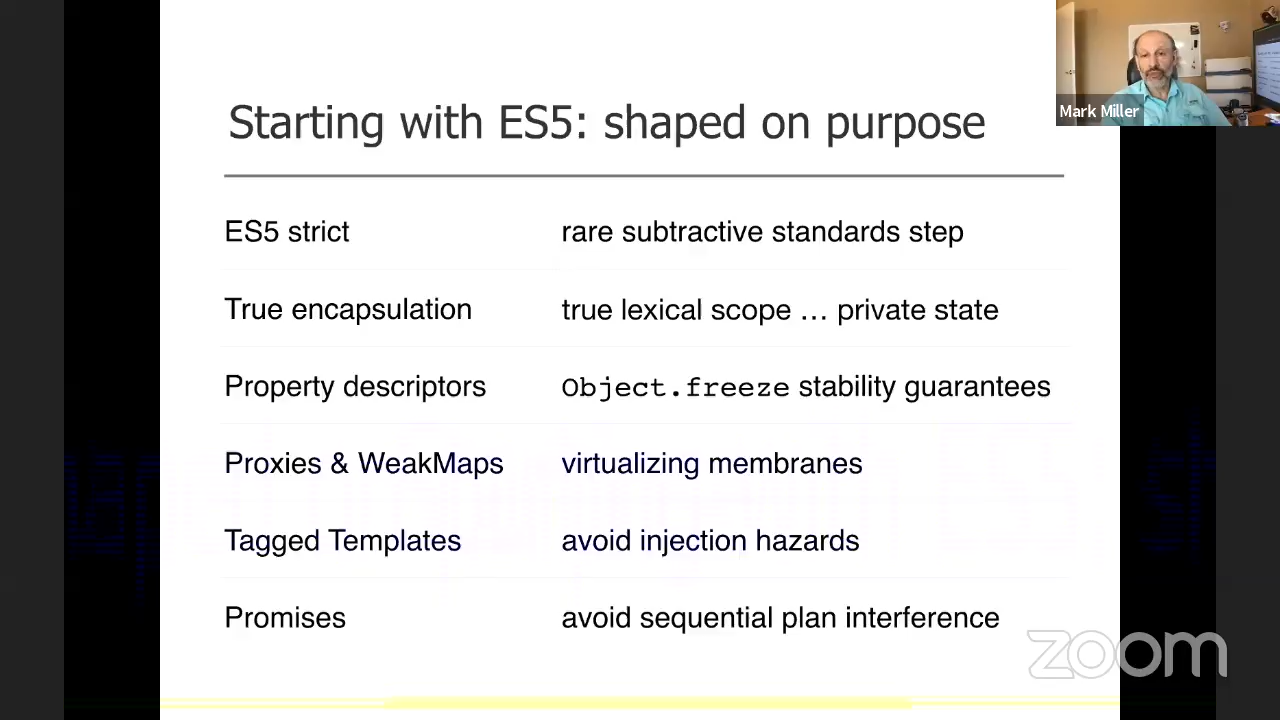 Mark Miller
Starting with ES5: shaped on purpose
ES5 strict rare subtractive standards step
True encapsulation true lexical scope … private state
Property descriptors Object.freeze stability guarantees
Proxies & WeakMaps virtualizing membranes
Tagged Templates avoid injection hazards
Promises avoid sequential plan interference
zoom